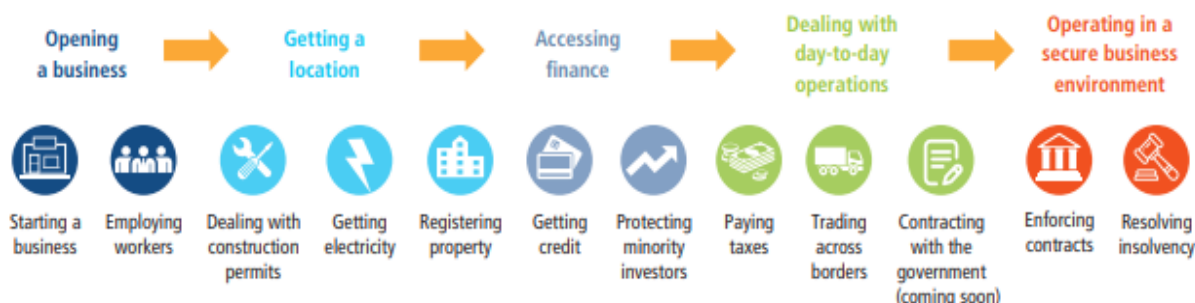 Opening
a business
Getting a
location
Accessing
finance
Dealing with
day-to-day
operations
Operating in a
secure business
environment
Starting a
business
Employing
workers
Dealing with
construction
permits
Getting
electricity
Registering
property
Getting
credit
Protecting
minority
investors
Paying
taxes
Trading
across
borders
Contracting
with the
government
(coming soon)
Enforcing
contracts
Resolving
insolvency